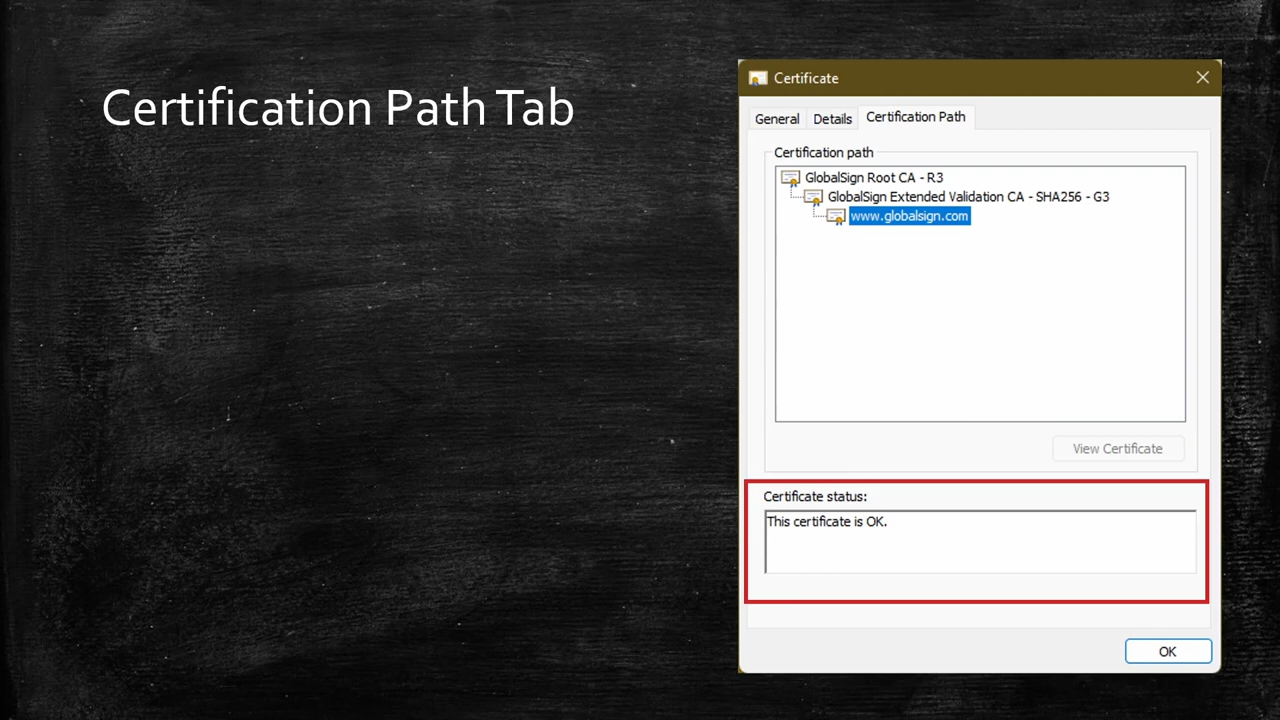 Certification Path Tab
Certificate
General Details Certification Path
Certification path
GlobalSign Root CA - R3
GlobalSign Extended Validation CA - SHA256 - G3
www.globalsign.com
View Certificate
Certificate status:
This certificate is OK.
OK